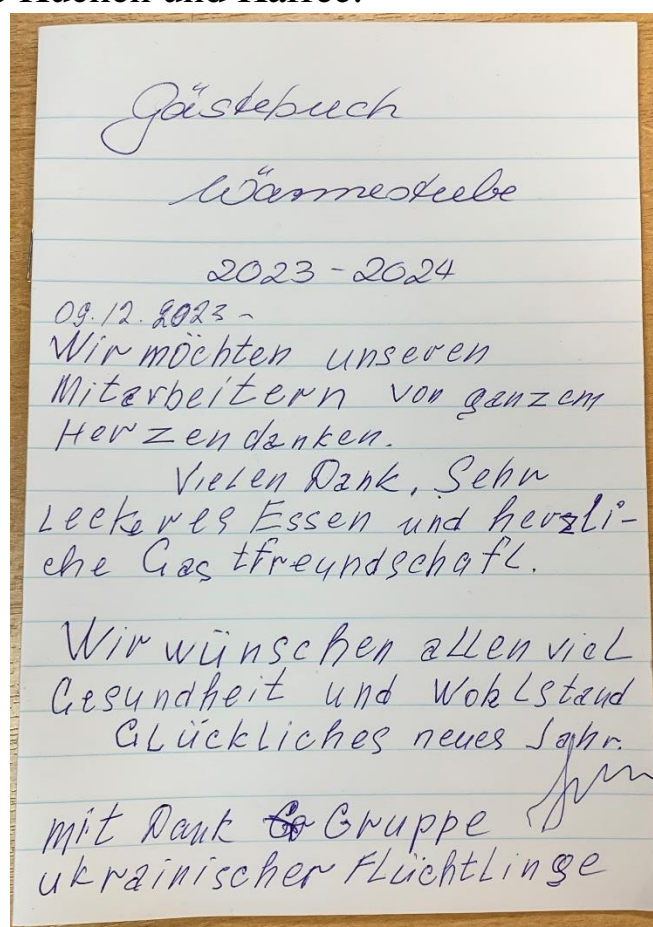 Kuchen und Kaffee.
Gästebuch
Wärmestube
2023-2024
09.12.2023-
Wir möchten unseren
Mitarbeitern von ganzem
Herzen danken.
Vielen Dank, Sehr
Leckeres Essen und herzli-
che Gastfreundschaft.
Wir wünschen allen viel
Gesundheit und Wohlstand
Glückliches neues Jahr.
mit Dank Gruppe
ukrainischer Flüchtlinge